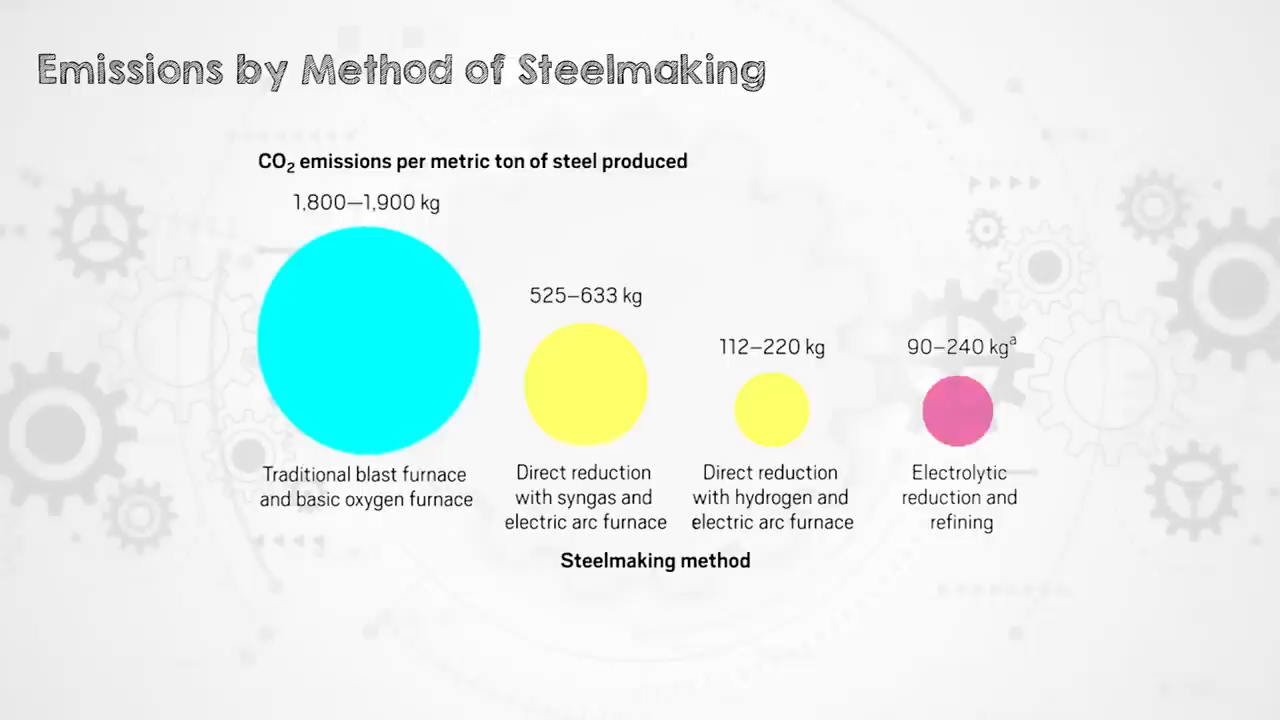 Emissions by Method of Steelmaking
CO₂ emissions per metric ton of steel produced
1,800–1,900 kg
525–633 kg
112–220 kg
90–240 kgª
Traditional blast furnace
and basic oxygen furnace
Direct reduction
with syngas and
electric arc furnace
Direct reduction
with hydrogen and
electric arc furnace
Electrolytic
reduction and
refining
Steelmaking method